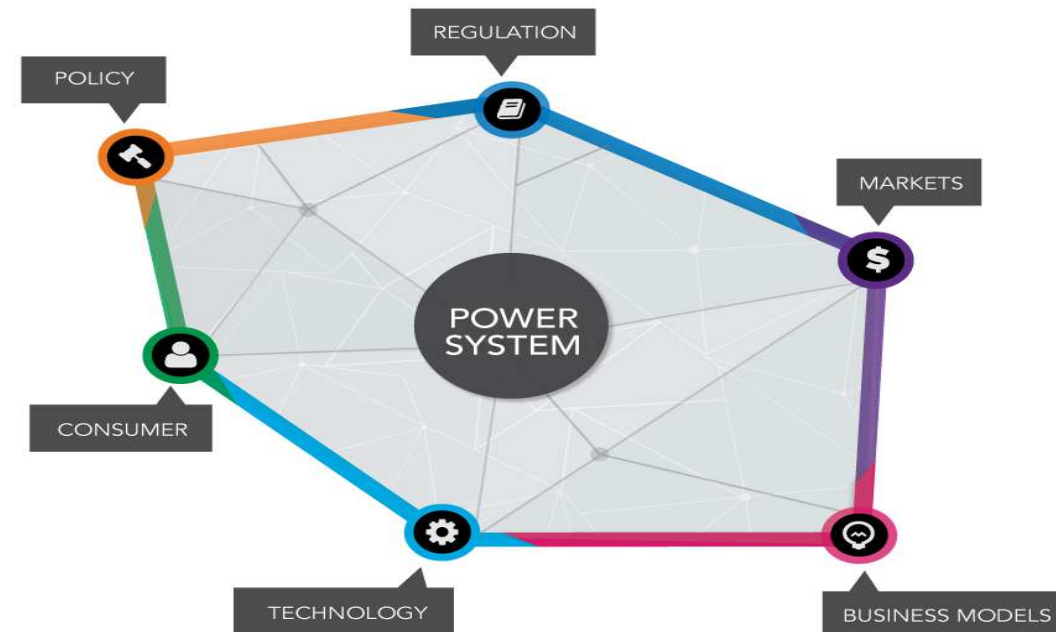 REGULATION
POLICY
MARKETS
POWER
SYSTEM
CONSUMER
TECHNOLOGY
BUSINESS MODELS